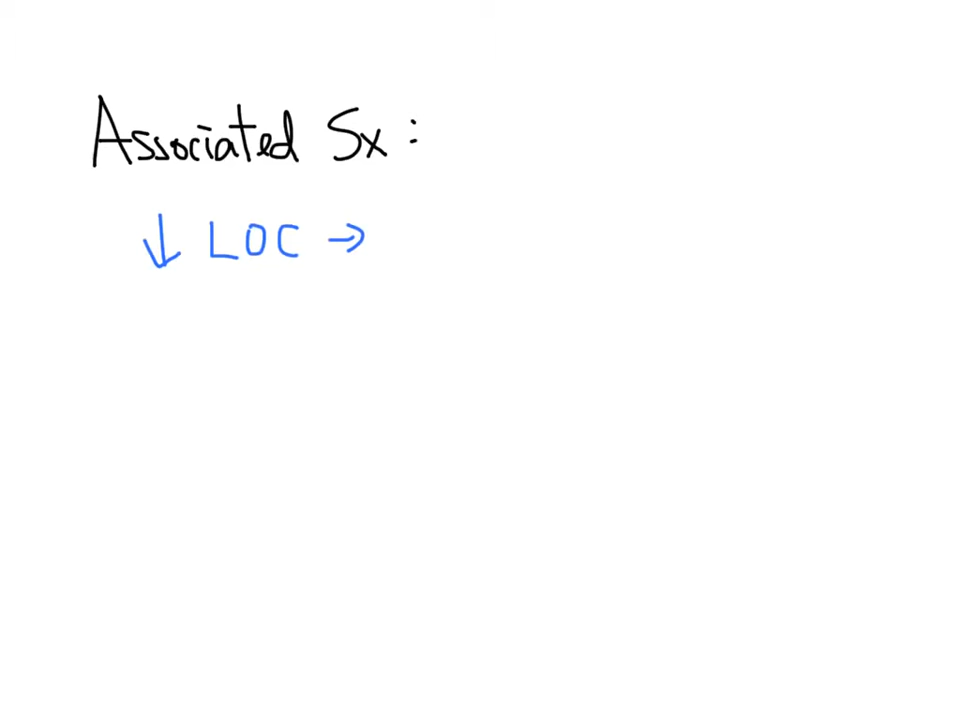 Associated Sx :
↓ LOC →